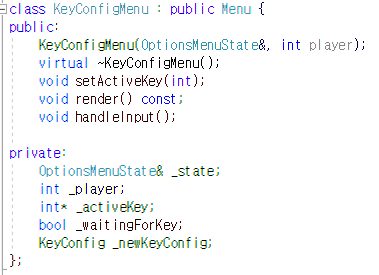 class KeyConfigMenu : public Menu {
public:
    KeyConfigMenu(OptionsMenuState&, int player);
    virtual ~KeyConfigMenu();
    void setActiveKey(int);
    void render() const;
    void handleInput();

private:
    OptionsMenuState& _state;
    int _player;
    int* _activeKey;
    bool _waitingForKey;
    KeyConfig _newKeyConfig;
};